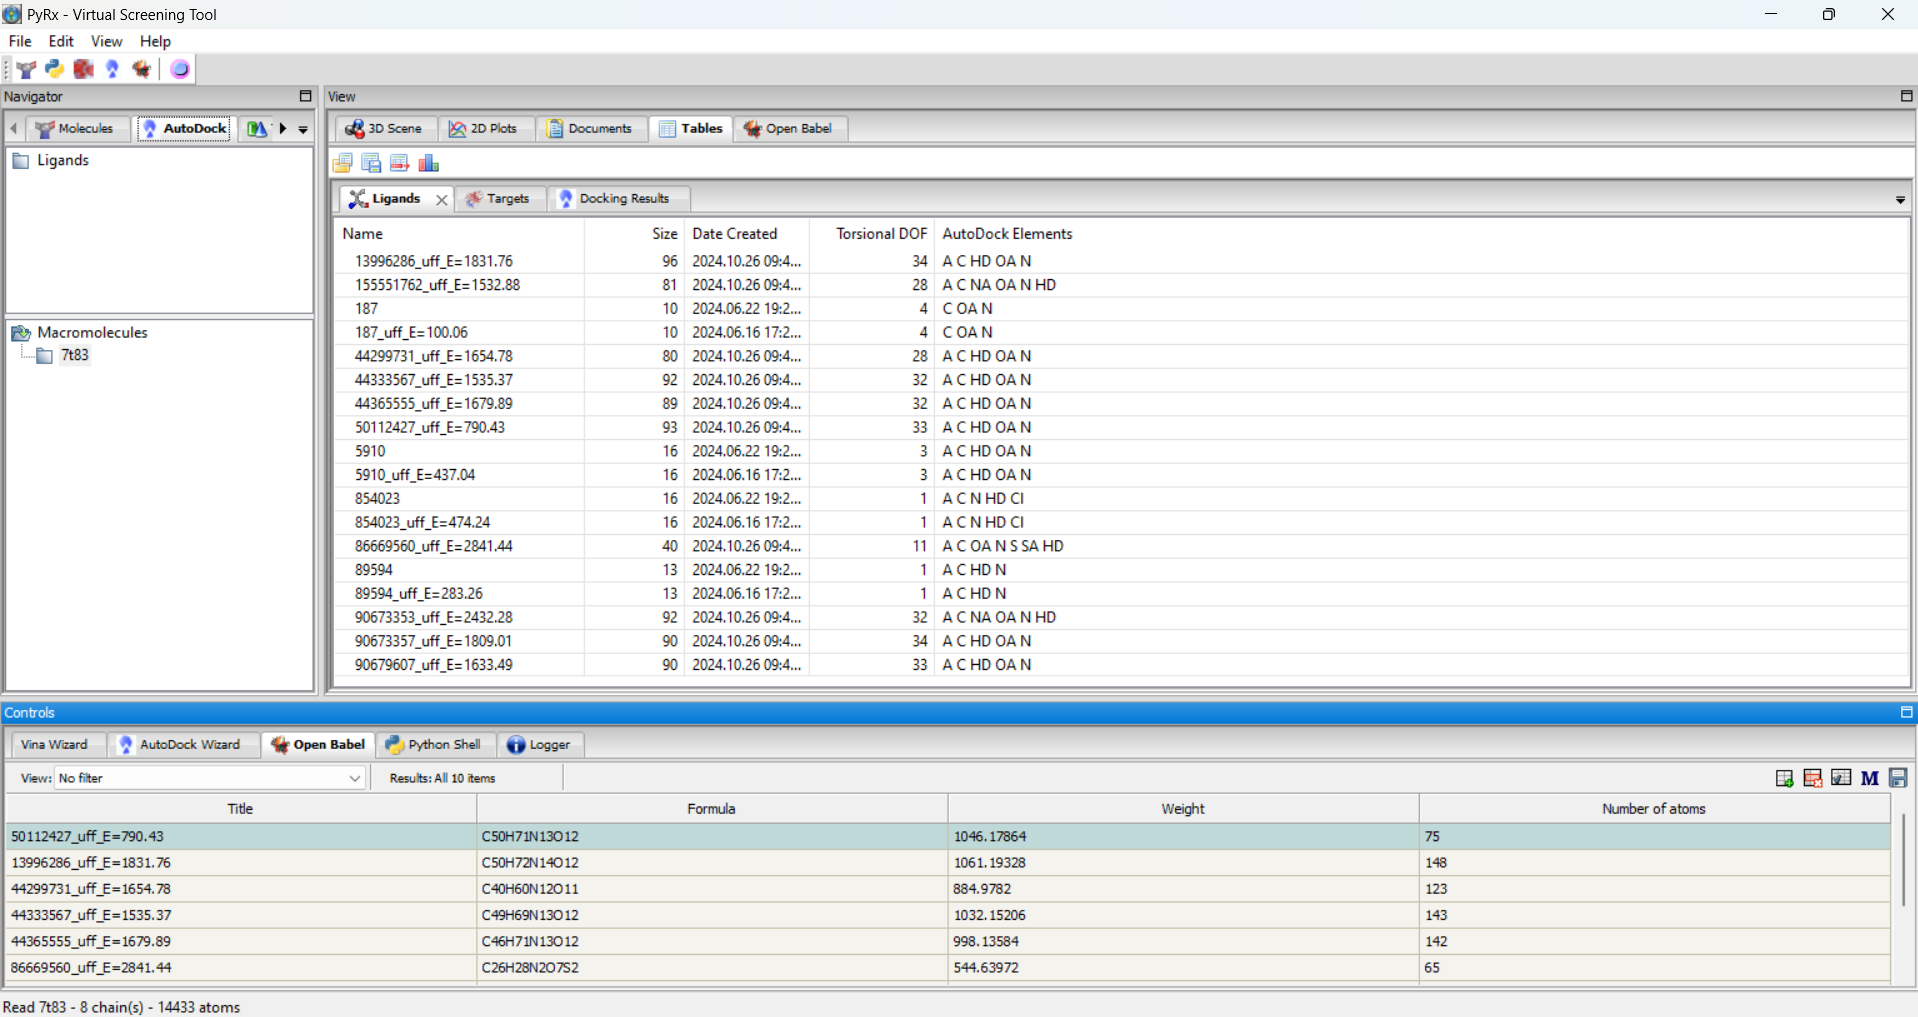 PyRx - Virtual Screening Tool
File Edit View Help
Navigator
View
Molecules AutoDock
3D Scene 2D Plots Documents Tables Open Babel
Ligands
Macromolecules
7t83
Ligands Targets Docking Results
Name Size Date Created Torsional DOF AutoDock Elements
13996286_uff_E=1831.76 96 2024.10.26 09:4... 34 A C HD OA N
155551762_uff_E=1532.88 81 2024.10.26 09:4... 28 A C NA OA N HD
187 10 2024.06.22 19:2... 4 C OA N
187_uff_E=100.06 10 2024.06.16 17:2... 4 C OA N
44299731_uff_E=1654.78 80 2024.10.26 09:4... 28 A C HD OA N
44333567_uff_E=1535.37 92 2024.10.26 09:4... 32 A C HD OA N
44365555_uff_E=1679.89 89 2024.10.26 09:4... 32 A C HD OA N
50112427_uff_E=790.43 93 2024.10.26 09:4... 33 A C HD OA N
5910 16 2024.06.22 19:2... 3 A C HD OA N
5910_uff_E=437.04 16 2024.06.16 17:2... 3 A C HD OA N
854023 16 2024.06.22 19:2... 1 A C N HD Cl
854023_uff_E=474.24 16 2024.06.16 17:2... 1 A C N HD Cl
86669560_uff_E=2841.44 40 2024.10.26 09:4... 11 A C OA N S SA HD
89594 13 2024.06.22 19:2... 1 A C HD N
89594_uff_E=283.26 13 2024.06.16 17:2... 1 A C HD N
90673353_uff_E=2432.28 92 2024.10.26 09:4... 32 A C NA OA N HD
90673357_uff_E=1809.01 90 2024.10.26 09:4... 34 A C HD OA N
90679607_uff_E=1633.49 90 2024.10.26 09:4... 33 A C HD OA N
Controls
Vina Wizard AutoDock Wizard Open Babel Python Shell Logger
View: No filter Results: All 10 items M
Title Formula Weight Number of atoms
50112427_uff_E=790.43 C50H71N13O12 1046.17864 75
13996286_uff_E=1831.76 C50H72N14O12 1061.19328 148
44299731_uff_E=1654.78 C40H60N12O11 884.9782 123
44333567_uff_E=1535.37 C49H69N13O12 1032.15206 143
44365555_uff_E=1679.89 C46H71N13O12 998.13584 142
86669560_uff_E=2841.44 C26H28N2O7S2 544.63972 65
Read 7t83 - 8 chain(s) - 14433 atoms